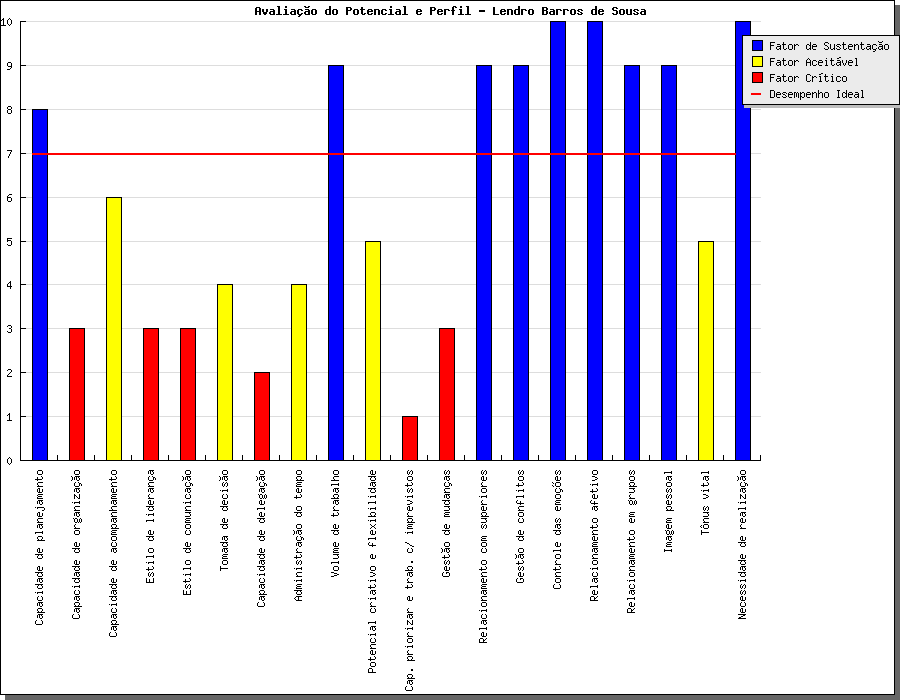 Avaliação do Potencial e Perfil - Lendro Barros de Sousa
10
9
8
7
6
5
4
3
2
1
0
Fator de Sustentação
Fator Aceitável
Fator Crítico
Desempenho Ideal
Capacidade de planejamento
Capacidade de organização
Capacidade de acompanhamento
Estilo de liderança
Estilo de comunicação
Tomada de decisão
Capacidade de delegação
Administração do tempo
Volume de trabalho
Potencial criativo e flexibilidade
Cap. priorizar e trab. c/ imprevistos
Gestão de mudanças
Relacionamento com superiores
Gestão de conflitos
Controle das emoções
Relacionamento afetivo
Relacionamento em grupos
Imagem pessoal
Tônus vital
Necessidade de realização